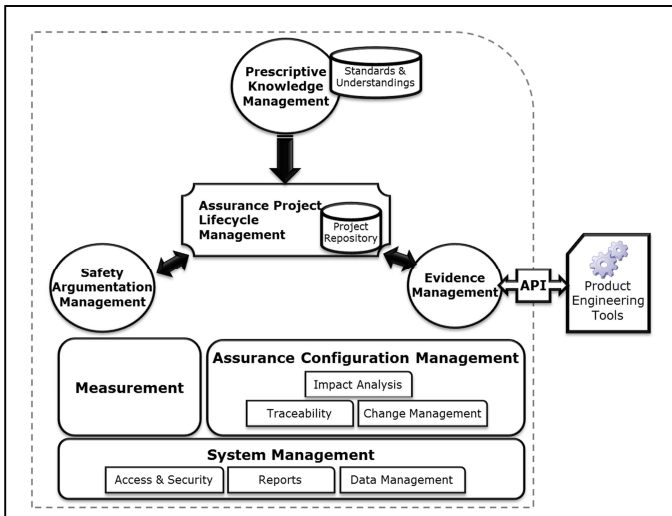 Prescriptive
Knowledge
Management
Standards &
Understandings
Assurance Project
Lifecycle
Management
Project
Repository
Safety
Argumentation
Management
Evidence
Management
API
Product
Engineering
Tools
Measurement
Assurance Configuration Management
Impact Analysis
Traceability
Change Management
System Management
Access & Security
Reports
Data Management